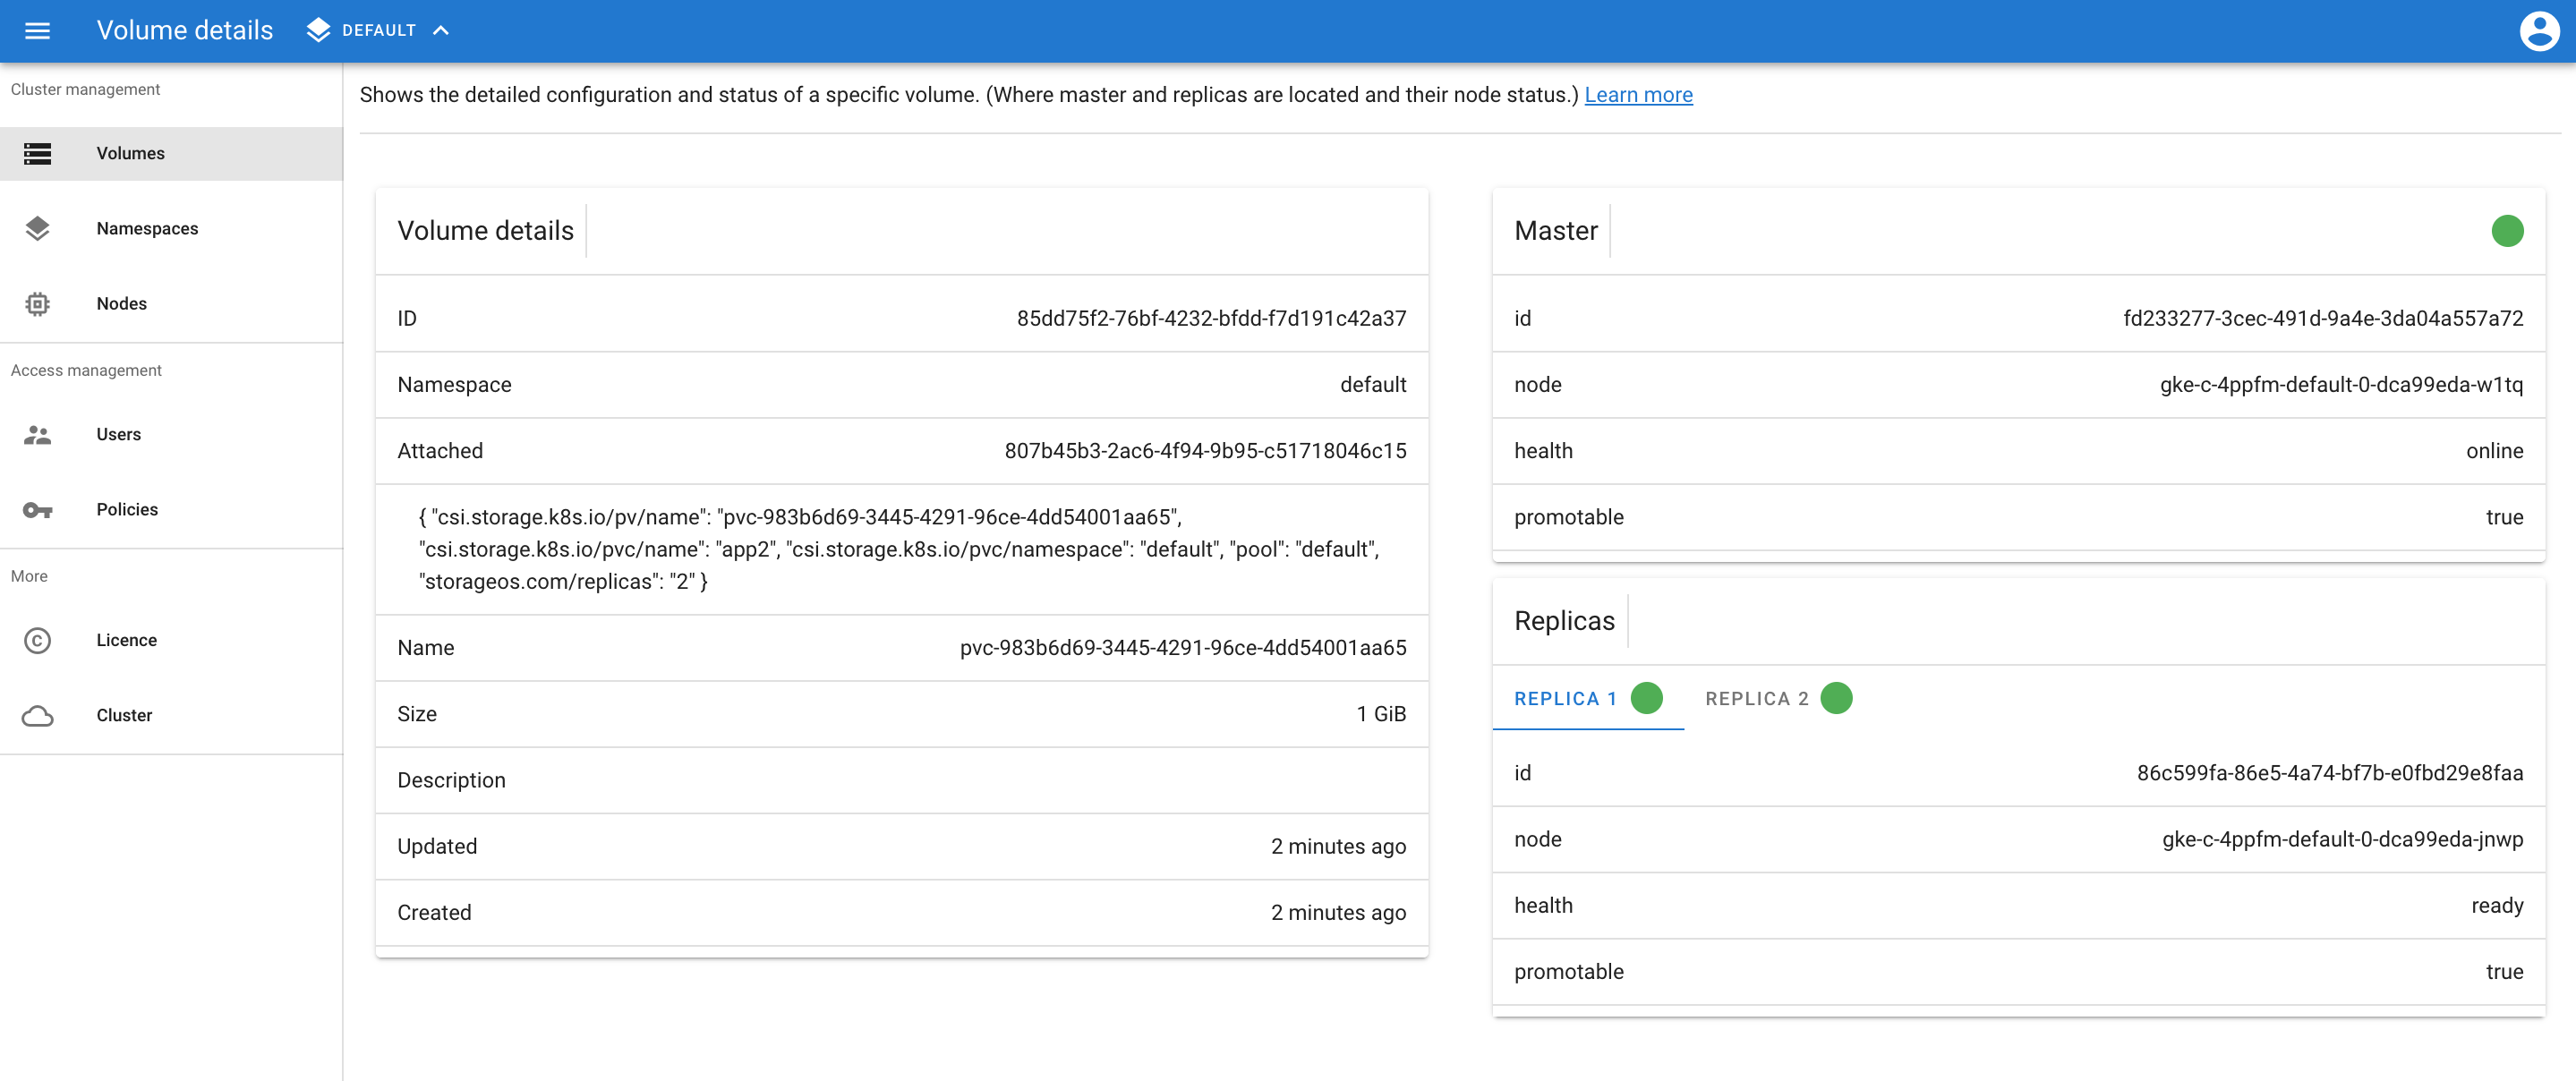 Volume details
DEFAULT
Cluster management
Volumes
Namespaces
Nodes
Access management
Users
Policies
More
Licence
Cluster
Shows the detailed configuration and status of a specific volume. (Where master and replicas are located and their node status.) Learn more
Volume details
ID 85dd75f2-76bf-4232-bfdd-f7d191c42a37
Namespace default
Attached 807b45b3-2ac6-4f94-9b95-c51718046c15
{ "csi.storage.k8s.io/pv/name": "pvc-983b6d69-3445-4291-96ce-4dd54001aa65",
"csi.storage.k8s.io/pvc/name": "app2", "csi.storage.k8s.io/pvc/namespace": "default", "pool": "default",
"storageos.com/replicas": "2" }
Name pvc-983b6d69-3445-4291-96ce-4dd54001aa65
Size 1 GiB
Description
Updated 2 minutes ago
Created 2 minutes ago
Master
id fd233277-3cec-491d-9a4e-3da04a557a72
node gke-c-4ppfm-default-0-dca99eda-w1tq
health online
promotable true
Replicas
REPLICA 1 REPLICA 2
id 86c599fa-86e5-4a74-bf7b-e0fbd29e8faa
node gke-c-4ppfm-default-0-dca99eda-jnwp
health ready
promotable true